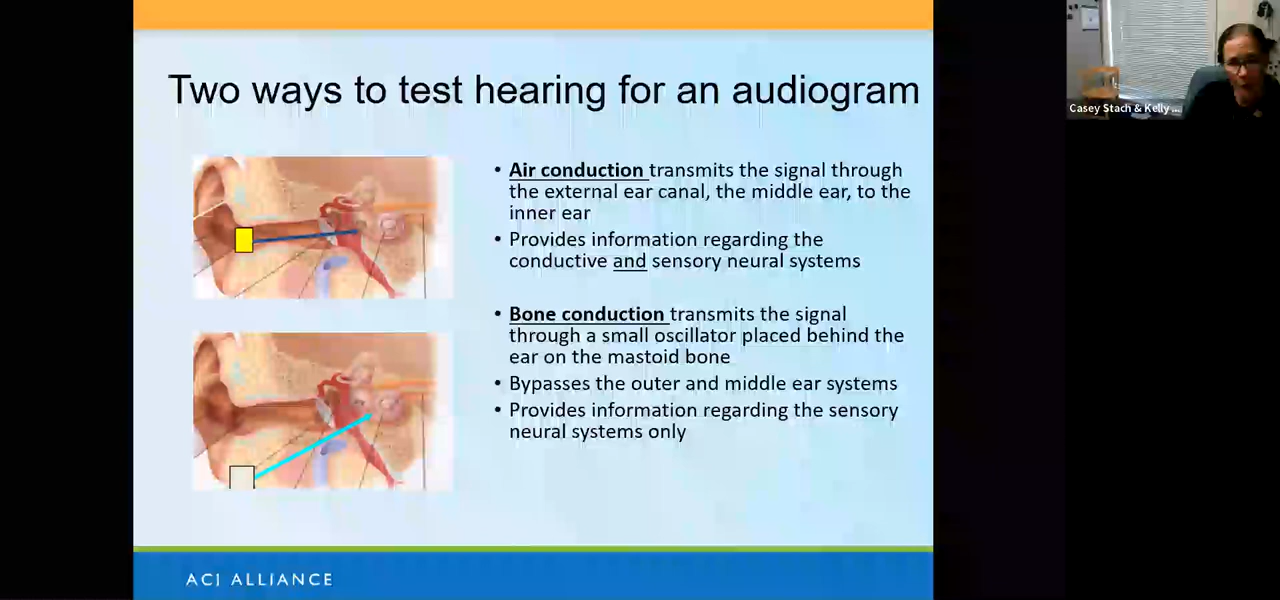 Two ways to test hearing for an audiogram
Casey Stach & Kelly ...
• Air conduction transmits the signal through
the external ear canal, the middle ear, to the
inner ear
• Provides information regarding the
conductive and sensory neural systems
• Bone conduction transmits the signal
through a small oscillator placed behind the
ear on the mastoid bone
• Bypasses the outer and middle ear systems
• Provides information regarding the sensory
neural systems only
ACI ALLIANCE